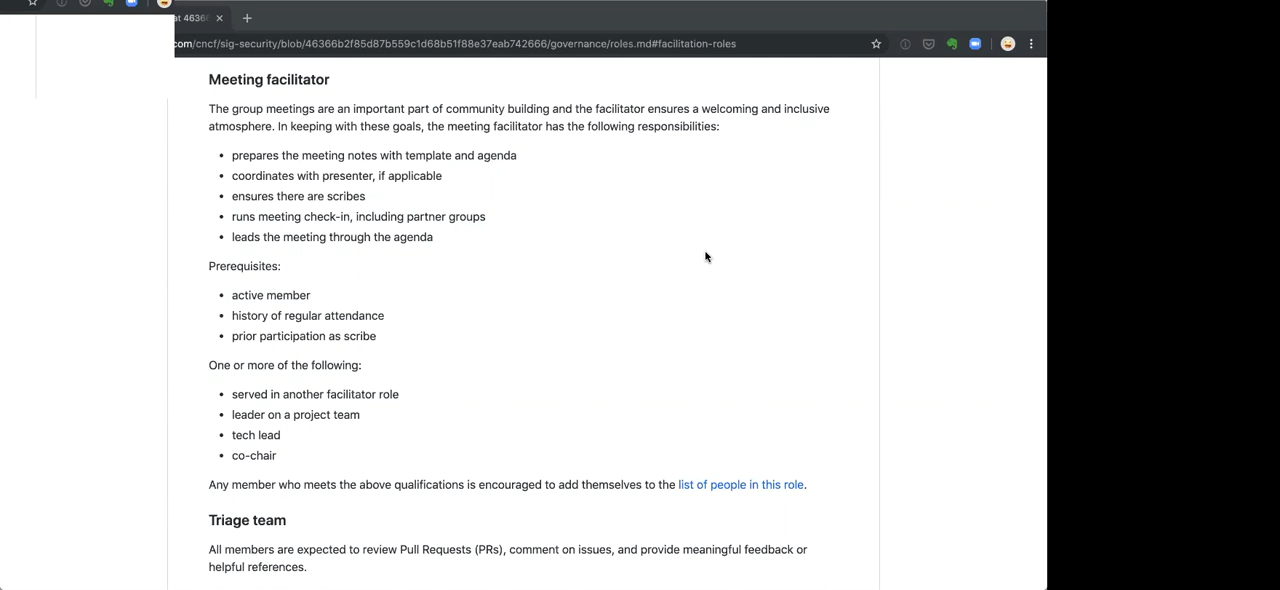 at 4636
com/cncf/sig-security/blob/46366b2f85d87b559c1d68b51f88e37eab742666/governance/roles.md#facilitation-roles
Meeting facilitator
The group meetings are an important part of community building and the facilitator ensures a welcoming and inclusive
atmosphere. In keeping with these goals, the meeting facilitator has the following responsibilities:
• prepares the meeting notes with template and agenda
• coordinates with presenter, if applicable
• ensures there are scribes
• runs meeting check-in, including partner groups
• leads the meeting through the agenda
Prerequisites:
• active member
• history of regular attendance
• prior participation as scribe
One or more of the following:
• served in another facilitator role
• leader on a project team
• tech lead
• co-chair
Any member who meets the above qualifications is encouraged to add themselves to the list of people in this role.
Triage team
All members are expected to review Pull Requests (PRs), comment on issues, and provide meaningful feedback or
helpful references.